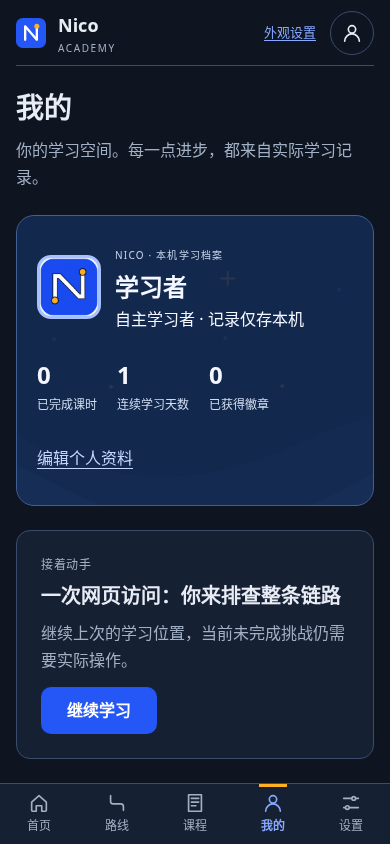 Nico
ACADEMY
外观设置
我的
你的学习空间。每一点进步，都来自实际学习记
录。
NICO · 本机学习档案
学习者
自主学习者 · 记录仅存本机
0
1
0
已完成课时
连续学习天数
已获得徽章
编辑个人资料
接着动手
一次网页访问：你来排查整条链路
继续上次的学习位置，当前未完成挑战仍需
要实际操作。
继续学习
首页
路线
课程
我的
设置